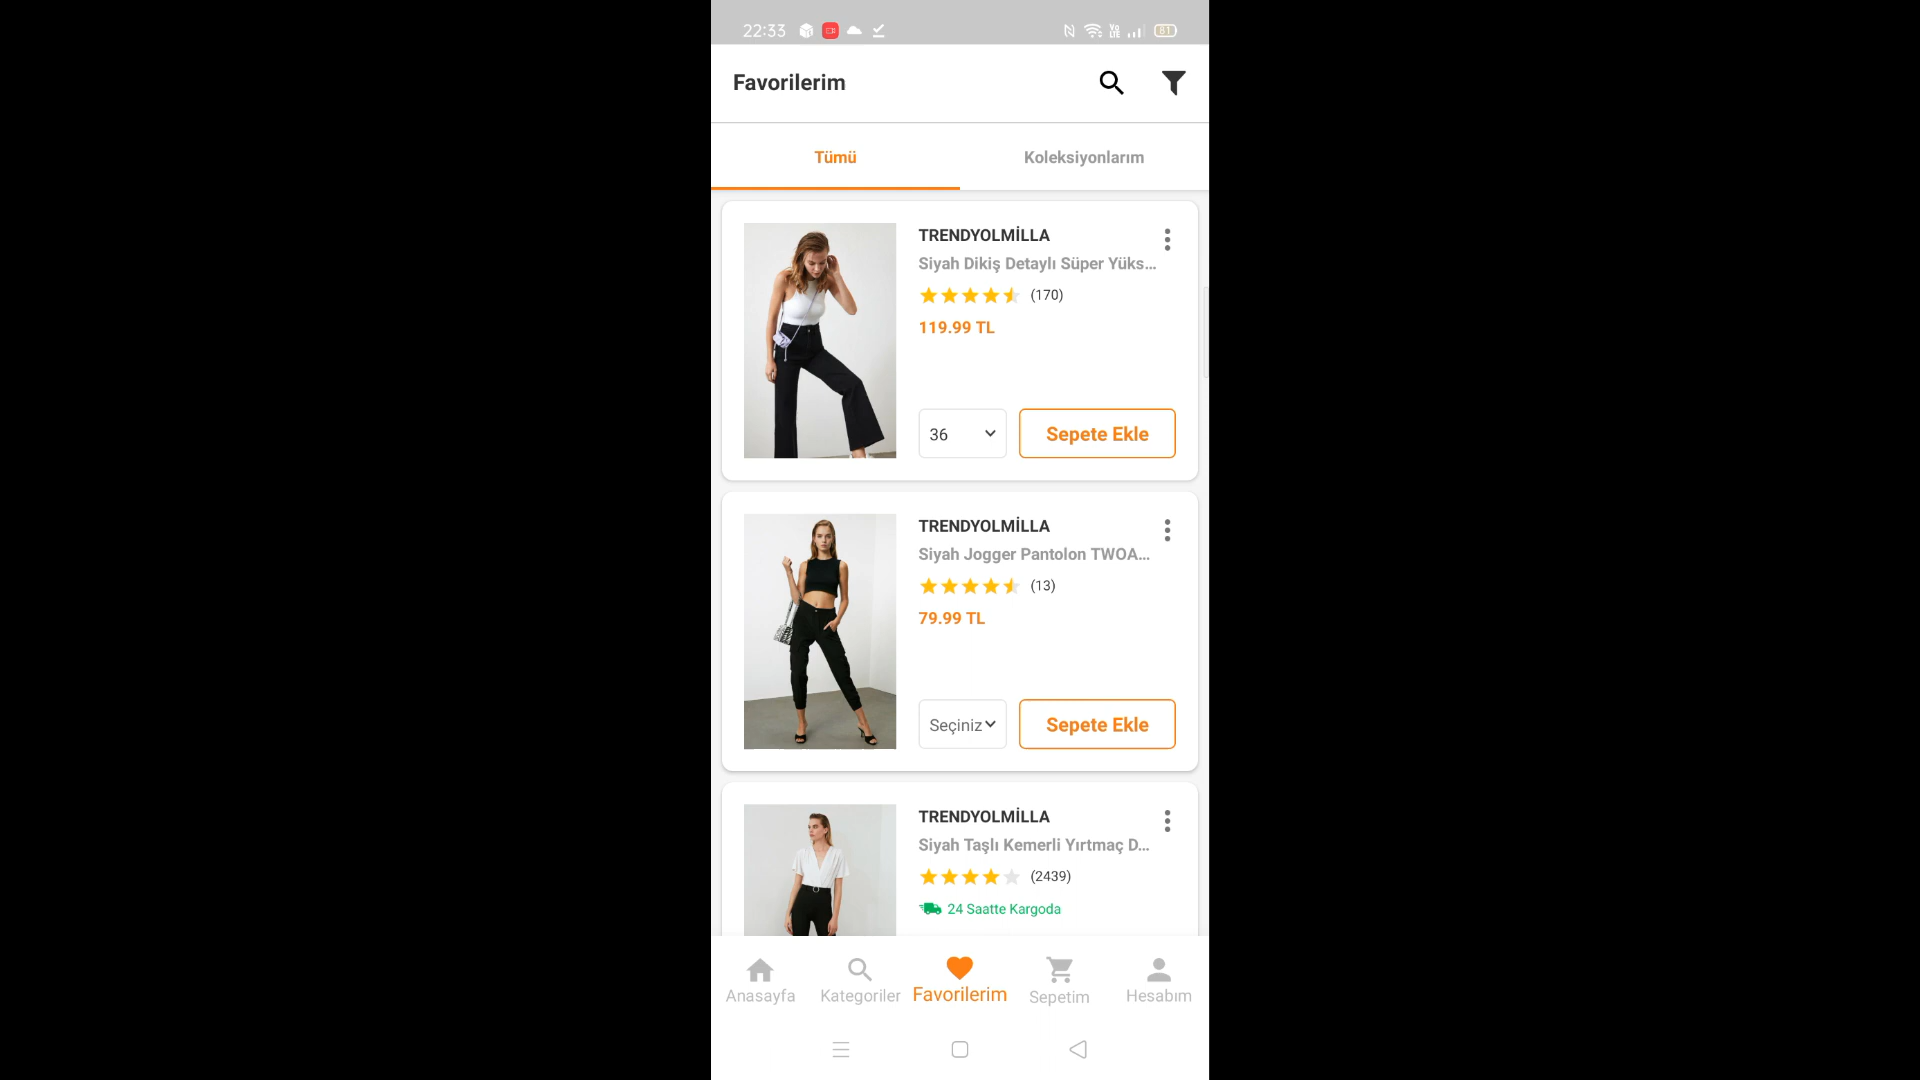 22:33
81
Favorilerim
Tümü
Koleksiyonlarım
TRENDYOLMİLLA
Siyah Dikiş Detaylı Süper Yüks...
(170)
119.99 TL
36
Sepete Ekle
TRENDYOLMİLLA
Siyah Jogger Pantolon TWOA...
(13)
79.99 TL
Seçiniz
Sepete Ekle
TRENDYOLMİLLA
Siyah Taşlı Kemerli Yırtmaç D...
(2439)
24 Saatte Kargoda
Anasayfa
Kategoriler
Favorilerim
Sepetim
Hesabım